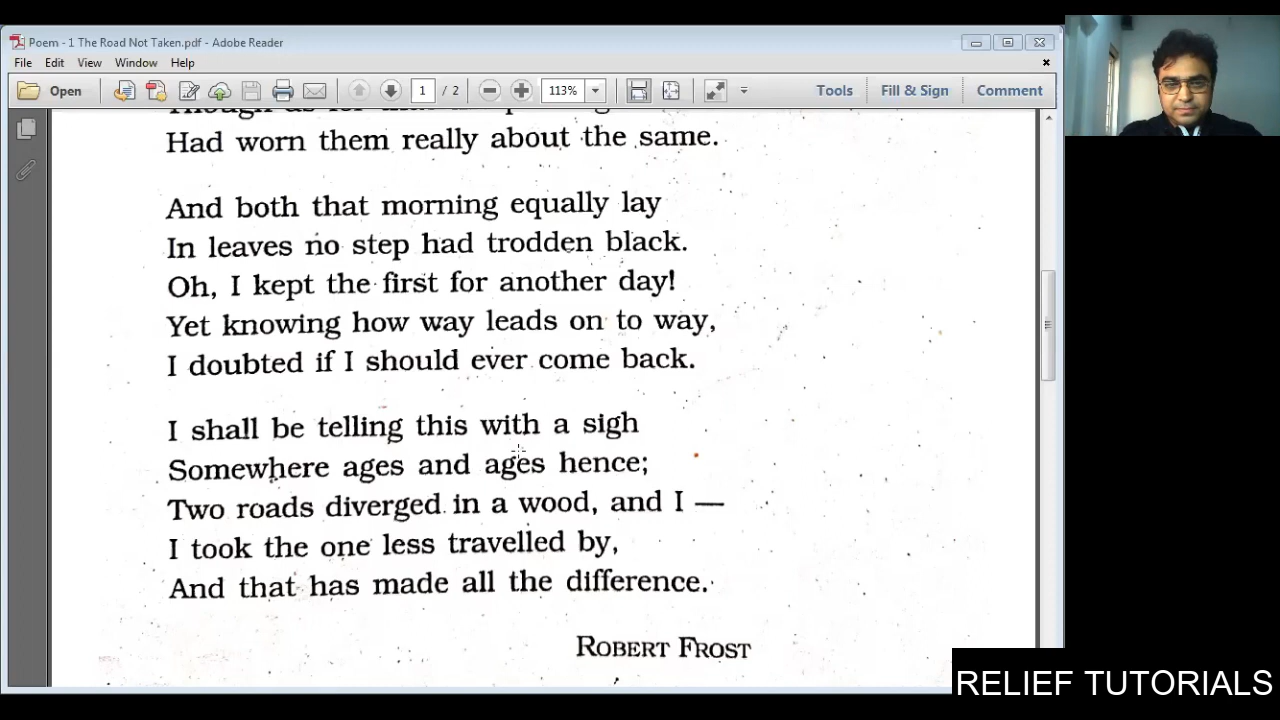 Poem - 1 The Road Not Taken.pdf - Adobe Reader
File Edit View Window Help
Open 1 / 2 113% Tools Fill & Sign Comment
Had worn them really about the same.
And both that morning equally lay
In leaves no step had trodden black.
Oh, I kept the first for another day!
Yet knowing how way leads on to way,
I doubted if I should ever come back.
I shall be telling this with a sigh
Somewhere ages and ages hence;
Two roads diverged in a wood, and I —
I took the one less travelled by,
And that has made all the difference.
ROBERT FROST
RELIEF TUTORIALS